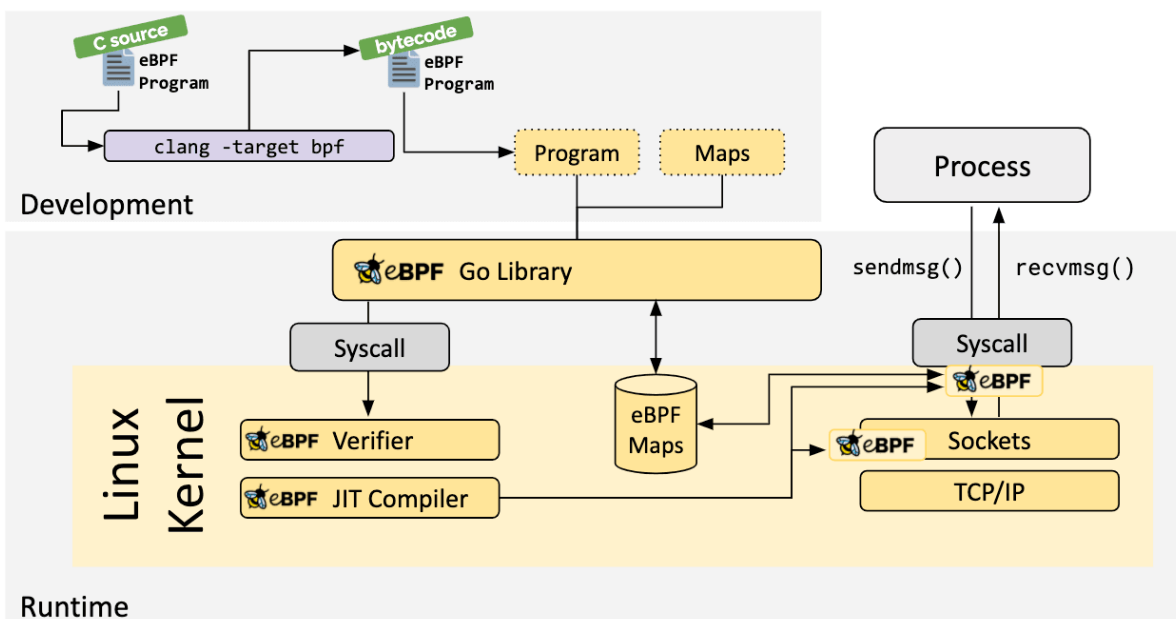 C source
eBPF
Program
bytecode
eBPF
Program
clang -target bpf
Program
Maps
Development
Process
eBPF Go Library
sendmsg()
recvmsg()
Syscall
Syscall
Linux
Kernel
eBPF
eBPF
Maps
eBPF Verifier
eBPF
Sockets
eBPF JIT Compiler
TCP/IP
Runtime